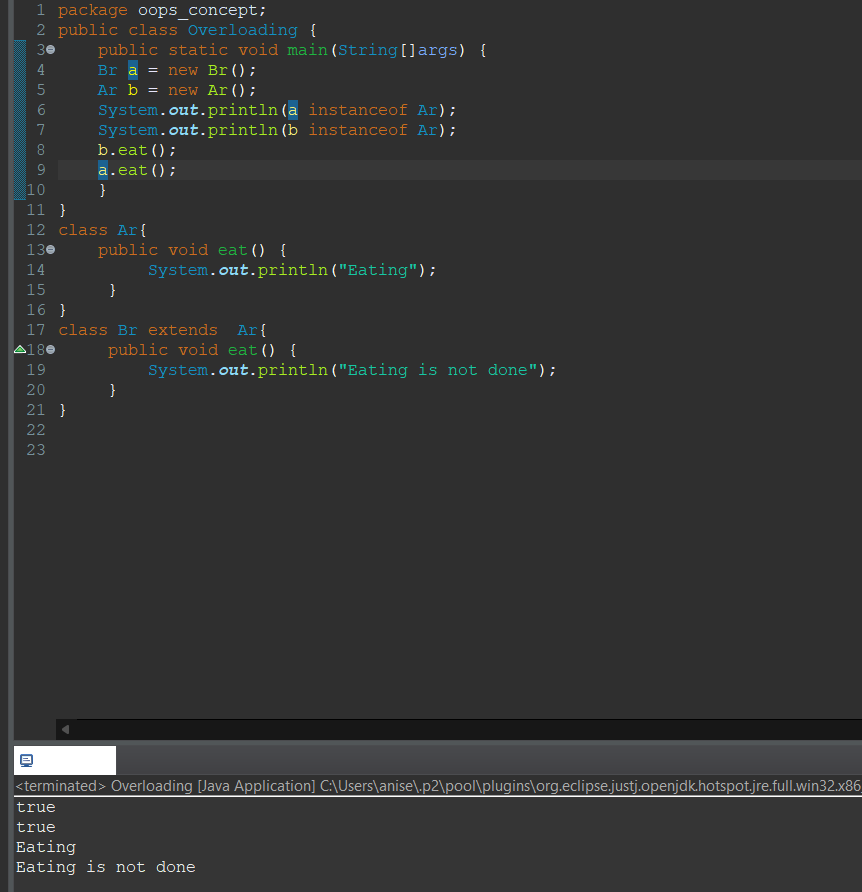 1 package oops_concept;
2 public class Overloading {
3 public static void main(String[]args) {
4 Br a = new Br();
5 Ar b = new Ar();
6 System.out.println(a instanceof Ar);
7 System.out.println(b instanceof Ar);
8 b.eat();
9 a.eat();
10 }
11 }
12 class Ar{
13 public void eat() {
14 System.out.println("Eating");
15 }
16 }
17 class Br extends  Ar{
18 public void eat() {
19 System.out.println("Eating is not done");
20 }
21 }
22
23
<terminated> Overloading [Java Application] C:\Users\anise\.p2\pool\plugins\org.eclipse.justj.openjdk.hotspot.jre.full.win32.x86
true
true
Eating
Eating is not done